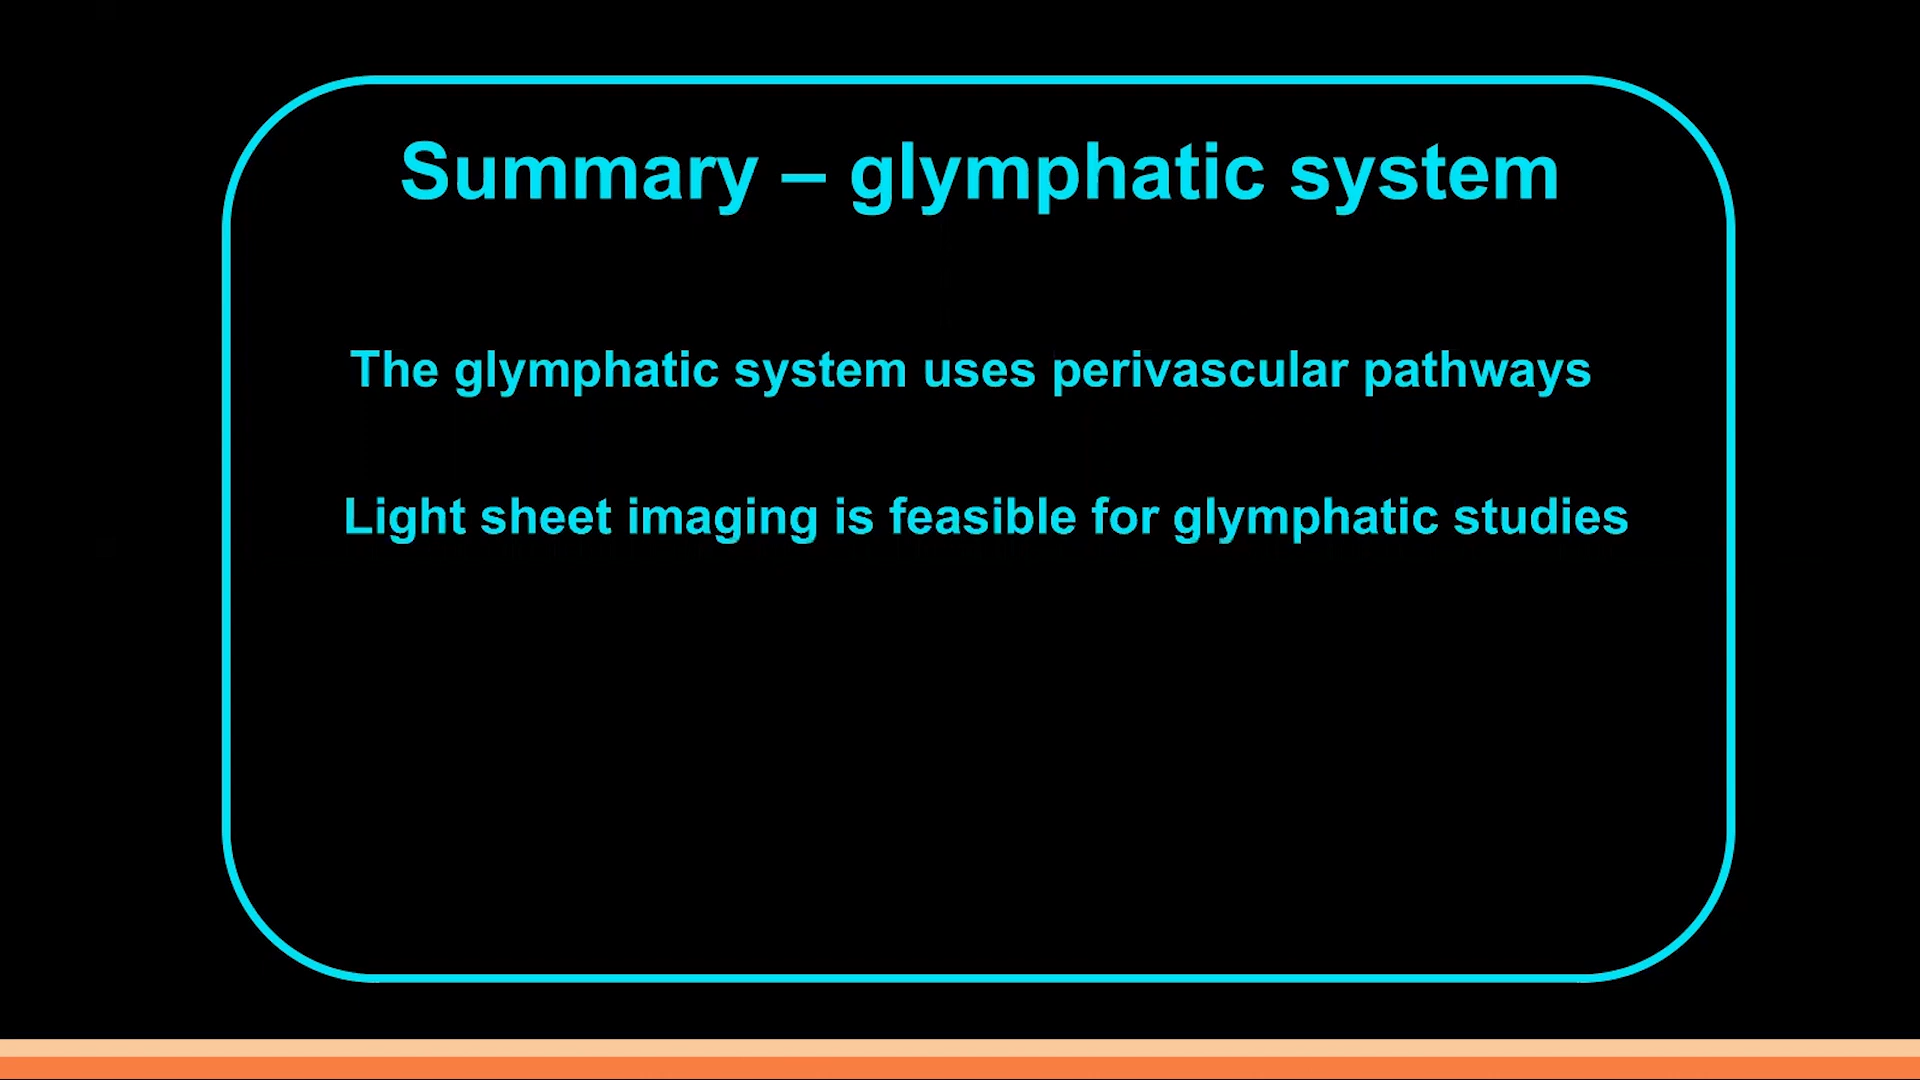 Summary – glymphatic system
The glymphatic system uses perivascular pathways
Light sheet imaging is feasible for glymphatic studies